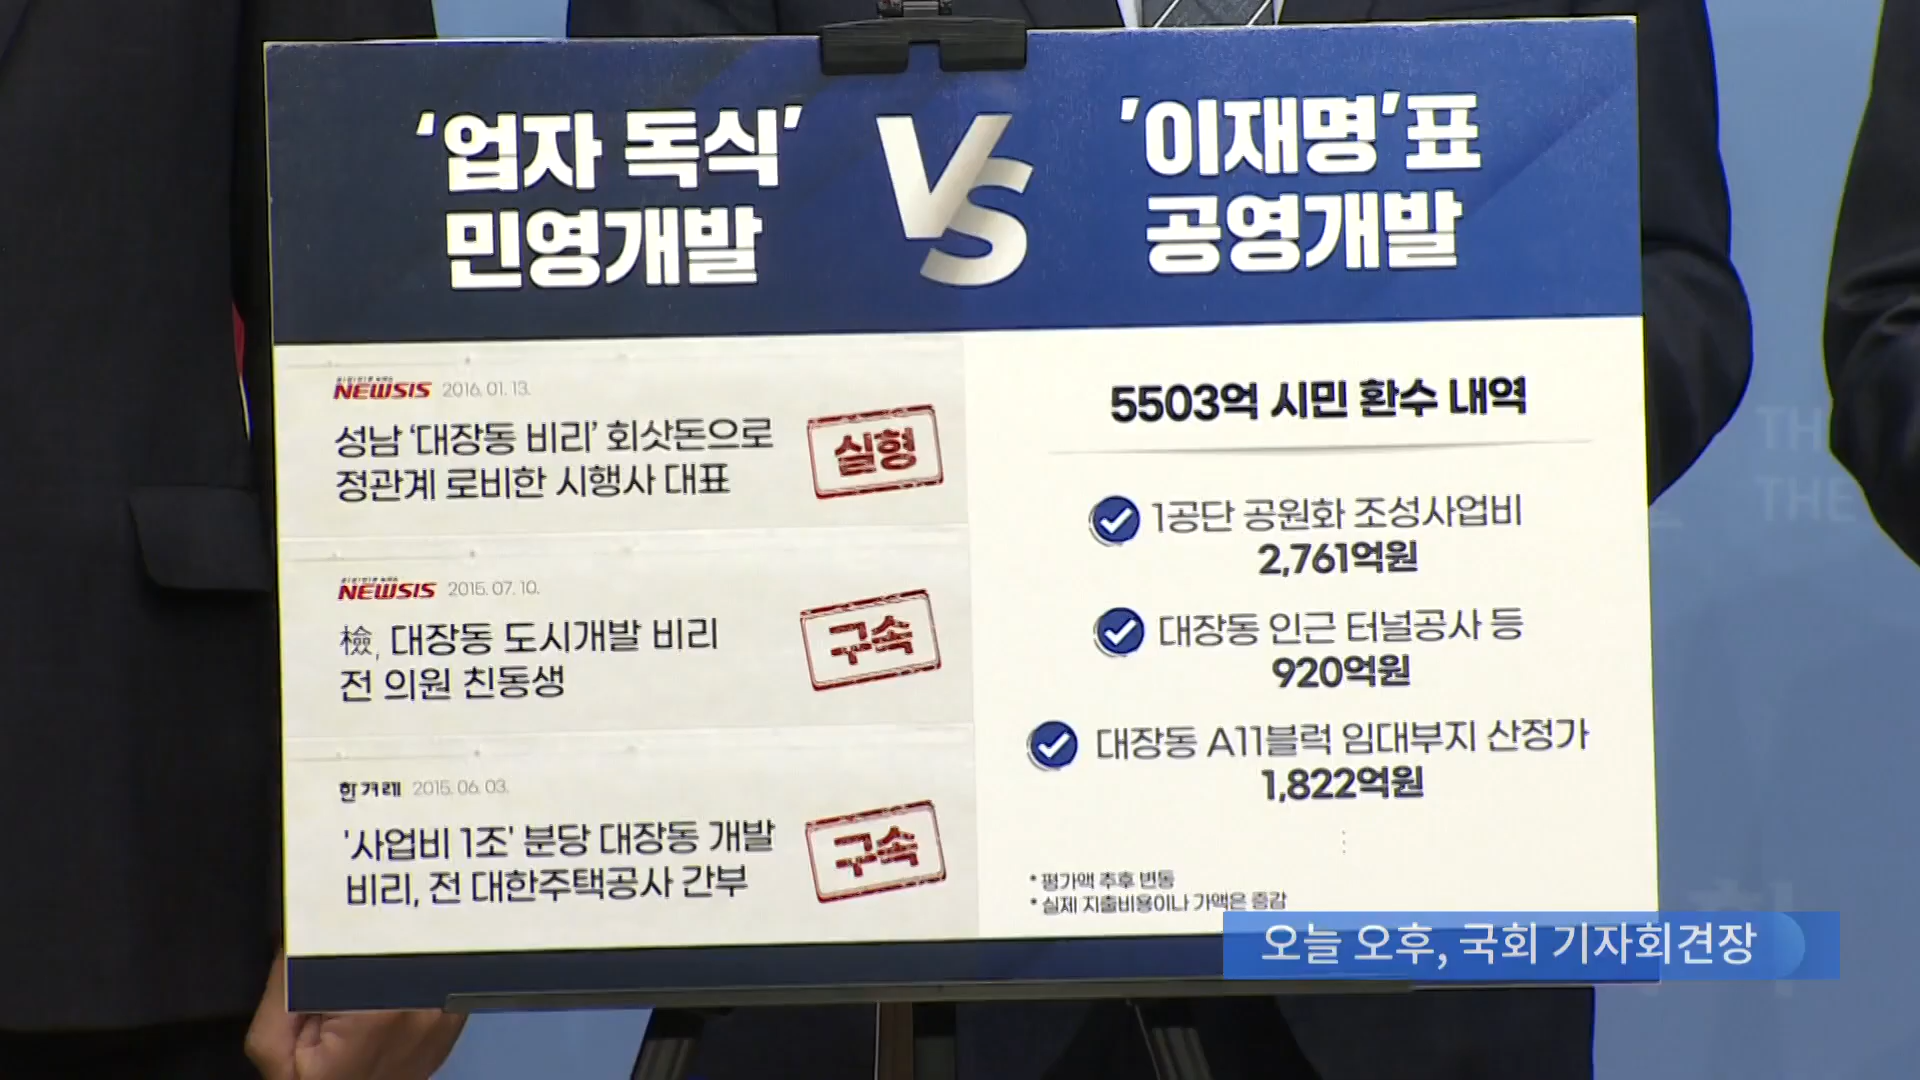 '업자 독식'
민영개발
VS
'이재명'표
공영개발
NEWSIS 2016. 01. 13.
성남 '대장동 비리' 회삿돈으로
정관계 로비한 시행사 대표
실형
NEWSIS 2015. 07. 10.
檢, 대장동 도시개발 비리
전 의원 친동생
구속
한겨레 2015. 06. 03.
'사업비 1조' 분당 대장동 개발
비리, 전 대한주택공사 간부
구속
5503억 시민 환수 내역
1공단 공원화 조성사업비
2,761억원
대장동 인근 터널공사 등
920억원
대장동 A11블럭 임대부지 산정가
1,822억원
* 평가액 추후 변동
* 실제 지출비용이나 가액은 증감
오늘 오후, 국회 기자회견장
TH
THE